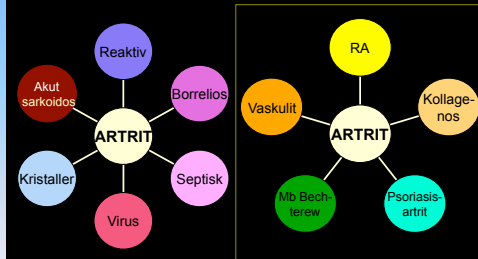 Reaktiv
Akut
sarkoidos
Borrelios
ARTRIT
Kristaller
Septisk
Virus
RA
Vaskulit
Kollage-
nos
ARTRIT
Mb Bech-
terew
Psoriasis-
artrit